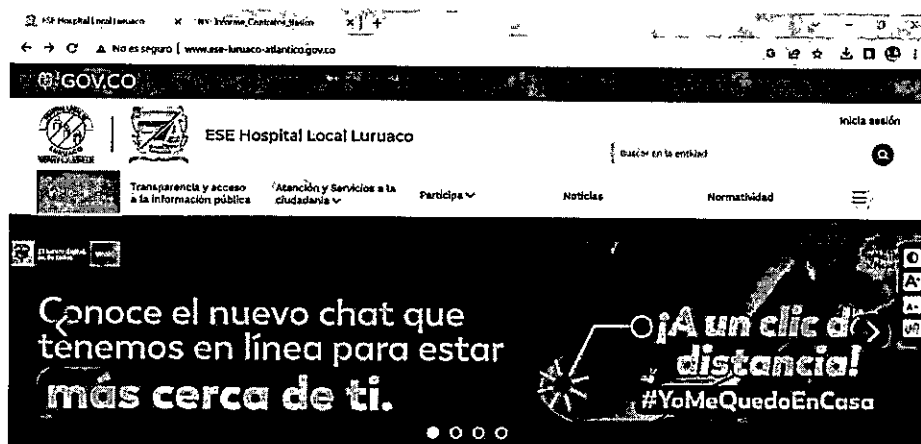 ESE Hospital Local Luruaco
NV- Informe_Contratos_Basico
No es seguro | www.ese-luruaco-atlantico.gov.co
GOV.CO
ESE Hospital Local Luruaco
Inicia sesión
Buscar en la entidad
Transparencia y acceso
a la información pública
Atención y Servicios a la
ciudadanía
Participa
Noticias
Normatividad
Conoce el nuevo chat que
tenemos en línea para estar
más cerca de ti.
¡A un clic de
distancia!
#YoMeQuedoEnCasa